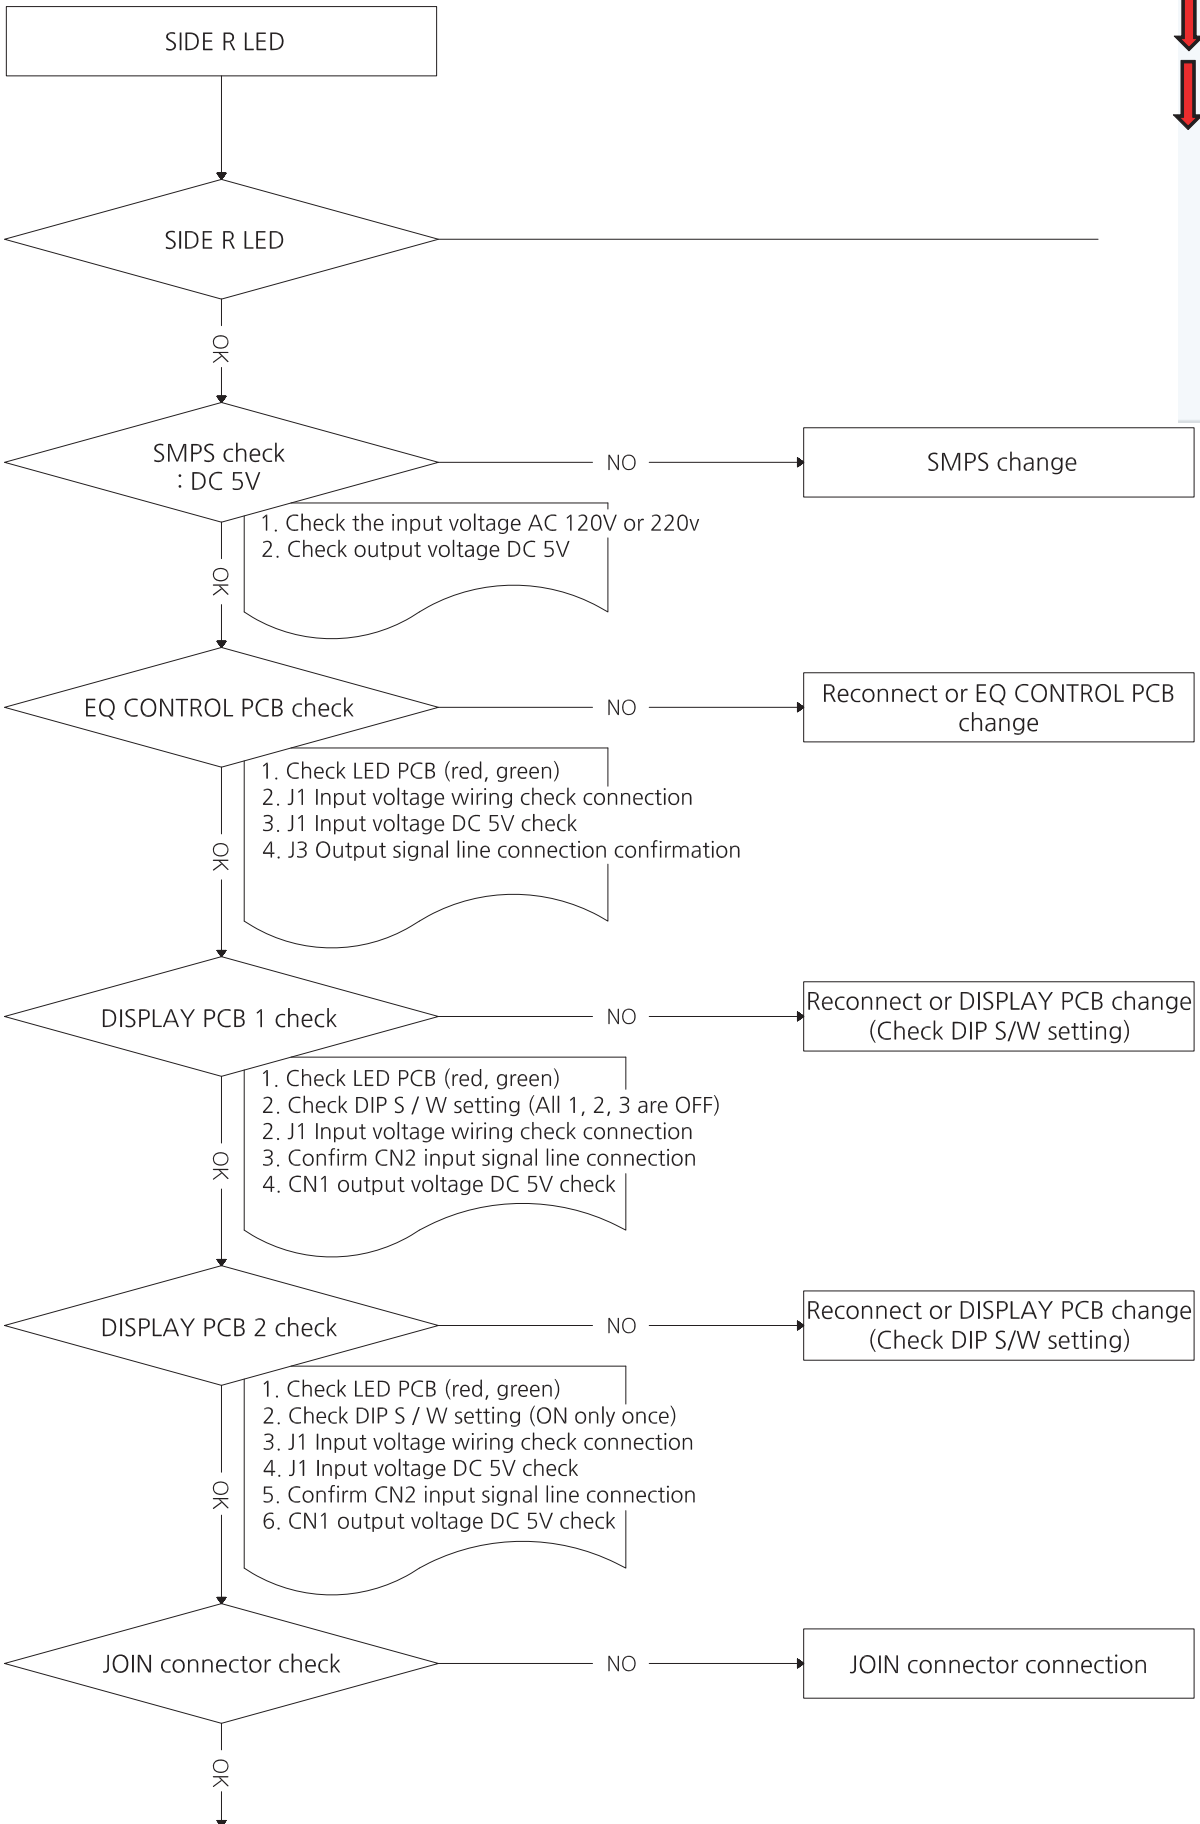 SIDE R LED
SIDE R LED
OK
SMPS check
: DC 5V
NO
SMPS change
1. Check the input voltage AC 120V or 220v
2. Check output voltage DC 5V
OK
EQ CONTROL PCB check
NO
Reconnect or EQ CONTROL PCB
change
1. Check LED PCB (red, green)
2. J1 Input voltage wiring check connection
3. J1 Input voltage DC 5V check
4. J3 Output signal line connection confirmation
OK
DISPLAY PCB 1 check
NO
Reconnect or DISPLAY PCB change
(Check DIP S/W setting)
1. Check LED PCB (red, green)
2. Check DIP S / W setting (All 1, 2, 3 are OFF)
2. J1 Input voltage wiring check connection
3. Confirm CN2 input signal line connection
4. CN1 output voltage DC 5V check
OK
DISPLAY PCB 2 check
NO
Reconnect or DISPLAY PCB change
(Check DIP S/W setting)
1. Check LED PCB (red, green)
2. Check DIP S / W setting (ON only once)
3. J1 Input voltage wiring check connection
4. J1 Input voltage DC 5V check
5. Confirm CN2 input signal line connection
6. CN1 output voltage DC 5V check
OK
JOIN connector check
NO
JOIN connector connection
OK